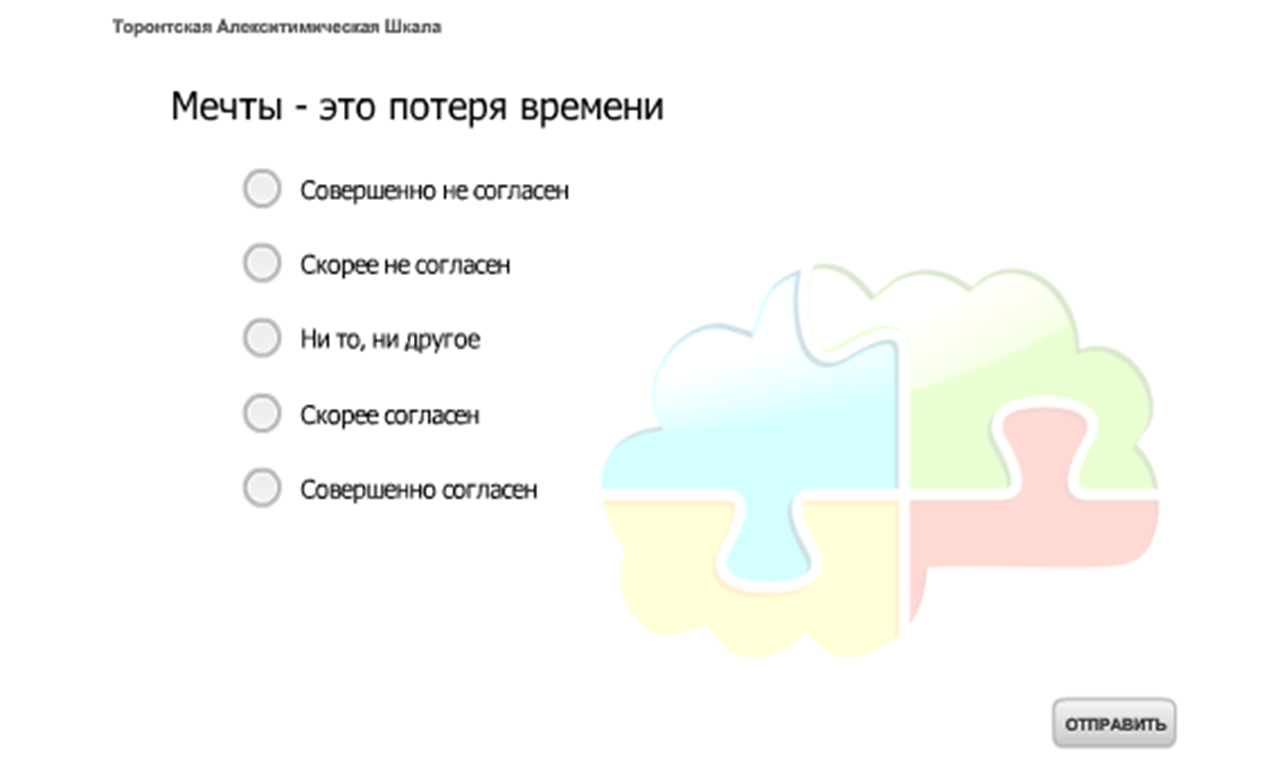 Торонтская Алекситимическая Шкала
Мечты - это потеря времени
Совершенно не согласен
Скорее не согласен
Ни то, ни другое
Скорее согласен
Совершенно согласен
ОТПРАВИТЬ